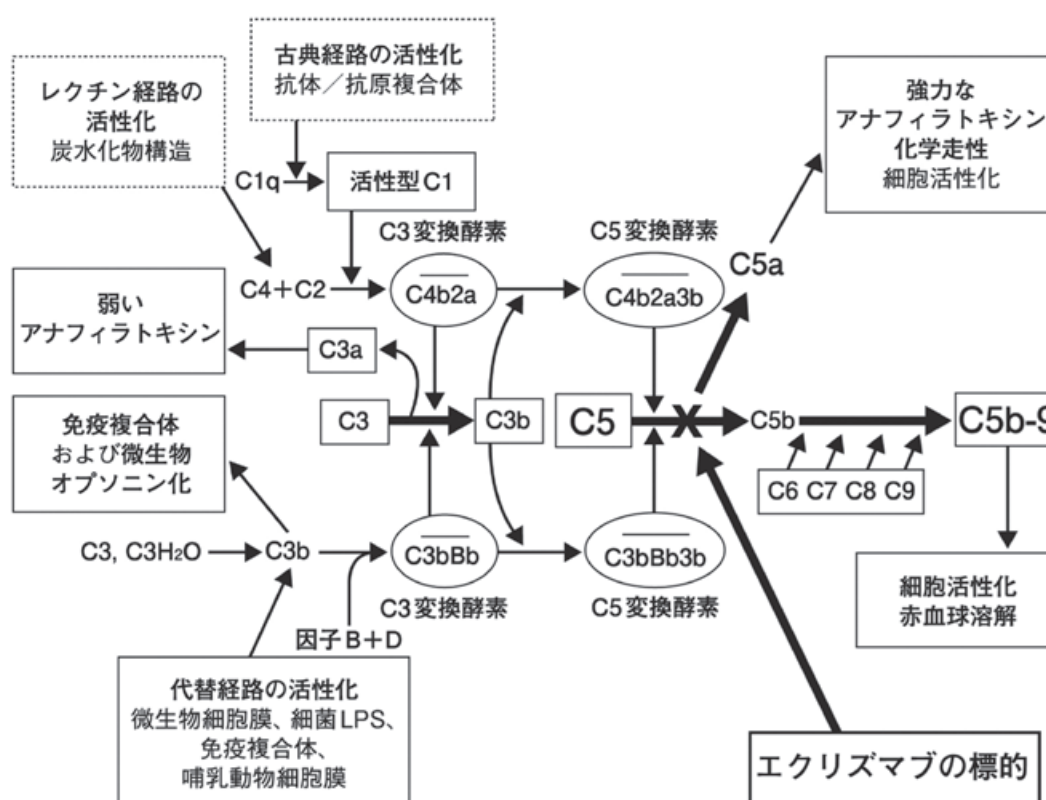 古典経路の活性化
抗体／抗原複合体
レクチン経路の
活性化
炭水化物構造
強力な
アナフィラトキシン
化学走性
細胞活性化
C1q
活性型C1
C3変換酵素
C5変換酵素
C5a
C4+C2
C4b2a
C4b2a3b
弱い
アナフィラトキシン
C3a
C3
C3b
C5
X
C5b
C5b-9
C6 C7 C8 C9
免疫複合体
および微生物
オプソニン化
C3, C3H₂O
C3b
C3bBb
C3bBb3b
C3変換酵素
C5変換酵素
細胞活性化
赤血球溶解
因子B+D
代替経路の活性化
微生物細胞膜、細菌LPS、
免疫複合体、
哺乳動物細胞膜
エクリズマブの標的